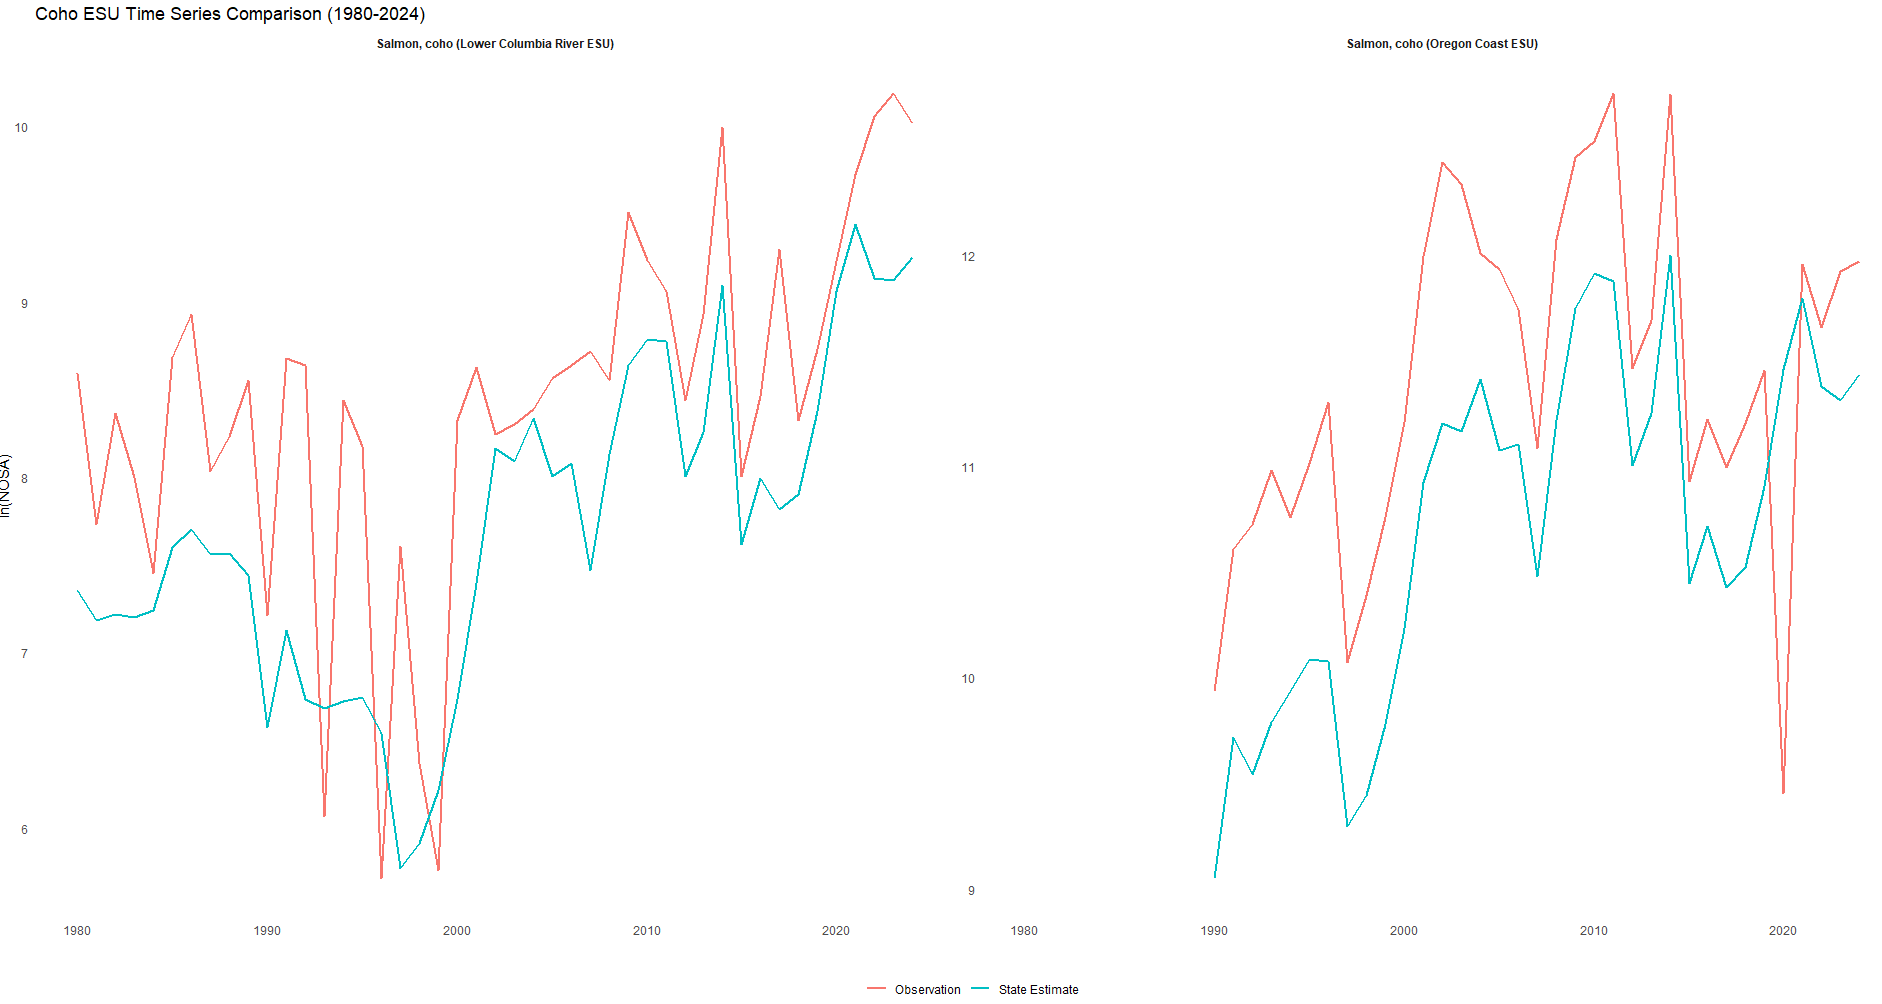 Coho ESU Time Series Comparison (1980-2024)
Salmon, coho (Lower Columbia River ESU)
Salmon, coho (Oregon Coast ESU)
ln(NOSA)
10
9
8
7
6
12
11
10
9
1980 1990 2000 2010 2020
1980 1990 2000 2010 2020
Observation State Estimate